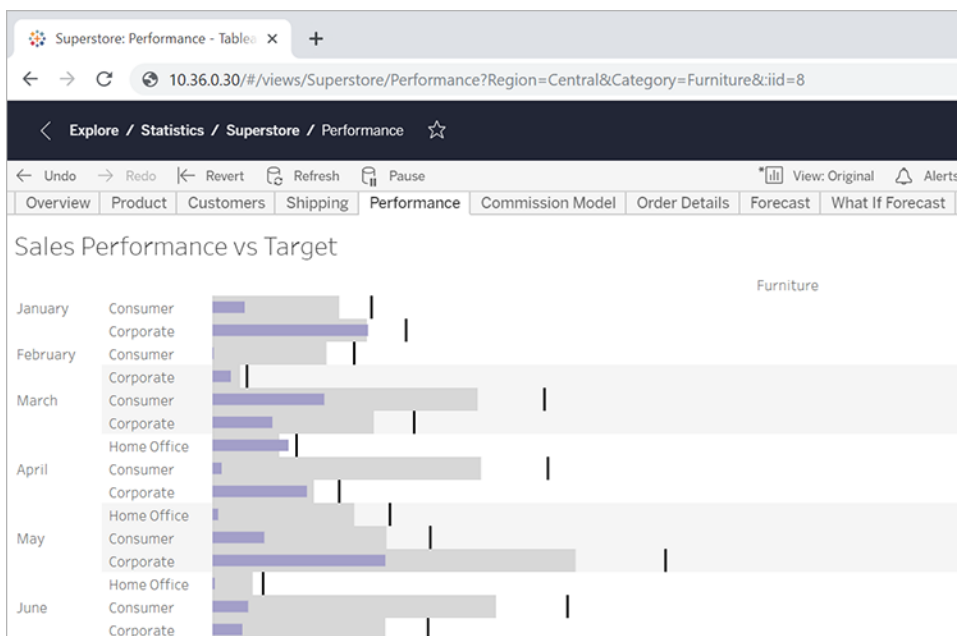 Superstore: Performance - Tablea
10.36.0.30/#/views/Superstore/Performance?Region=Central&Category=Furniture&:iid=8
Explore / Statistics / Superstore / Performance
Undo Redo Revert Refresh Pause View: Original Alerts
Overview Product Customers Shipping Performance Commission Model Order Details Forecast What If Forecast
Sales Performance vs Target
Furniture
January Consumer
Corporate
February Consumer
Corporate
March Consumer
Corporate
Home Office
April Consumer
Corporate
Home Office
May Consumer
Corporate
Home Office
June Consumer
Corporate